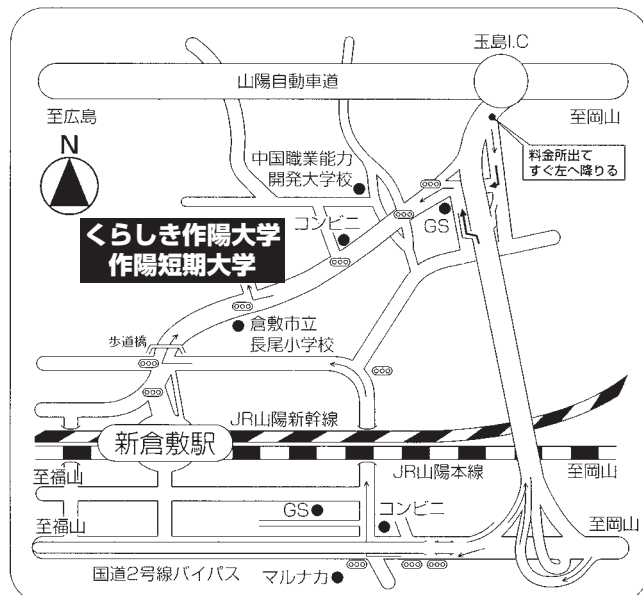 玉島I.C
山陽自動車道
至広島
至岡山
N
料金所出て
すぐ左へ降りる
中国職業能力
開発大学校
コンビニ
GS
くらしき作陽大学
作陽短期大学
倉敷市立
長尾小学校
歩道橋
JR山陽新幹線
新倉敷駅
JR山陽本線
至福山
至岡山
GS
コンビニ
至福山
至岡山
国道2号線バイパス
マルナカ